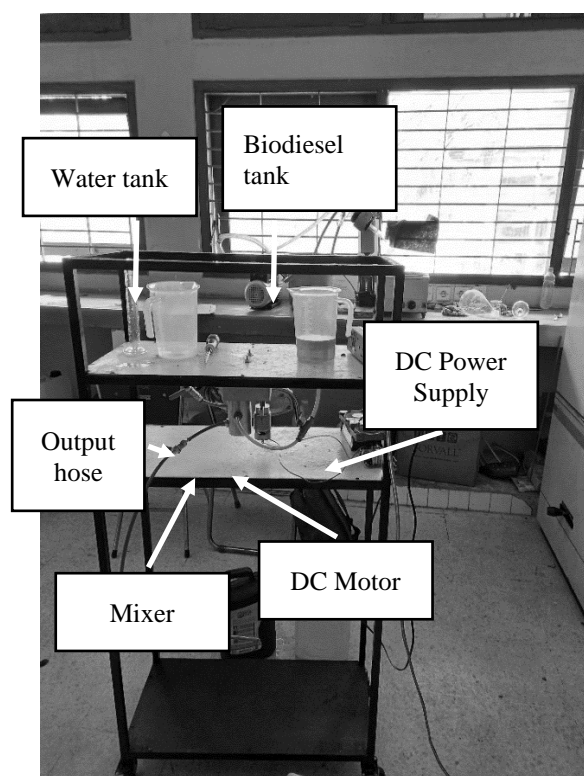 Water tank
Biodiesel
tank
DC Power
Supply
Output
hose
DC Motor
Mixer